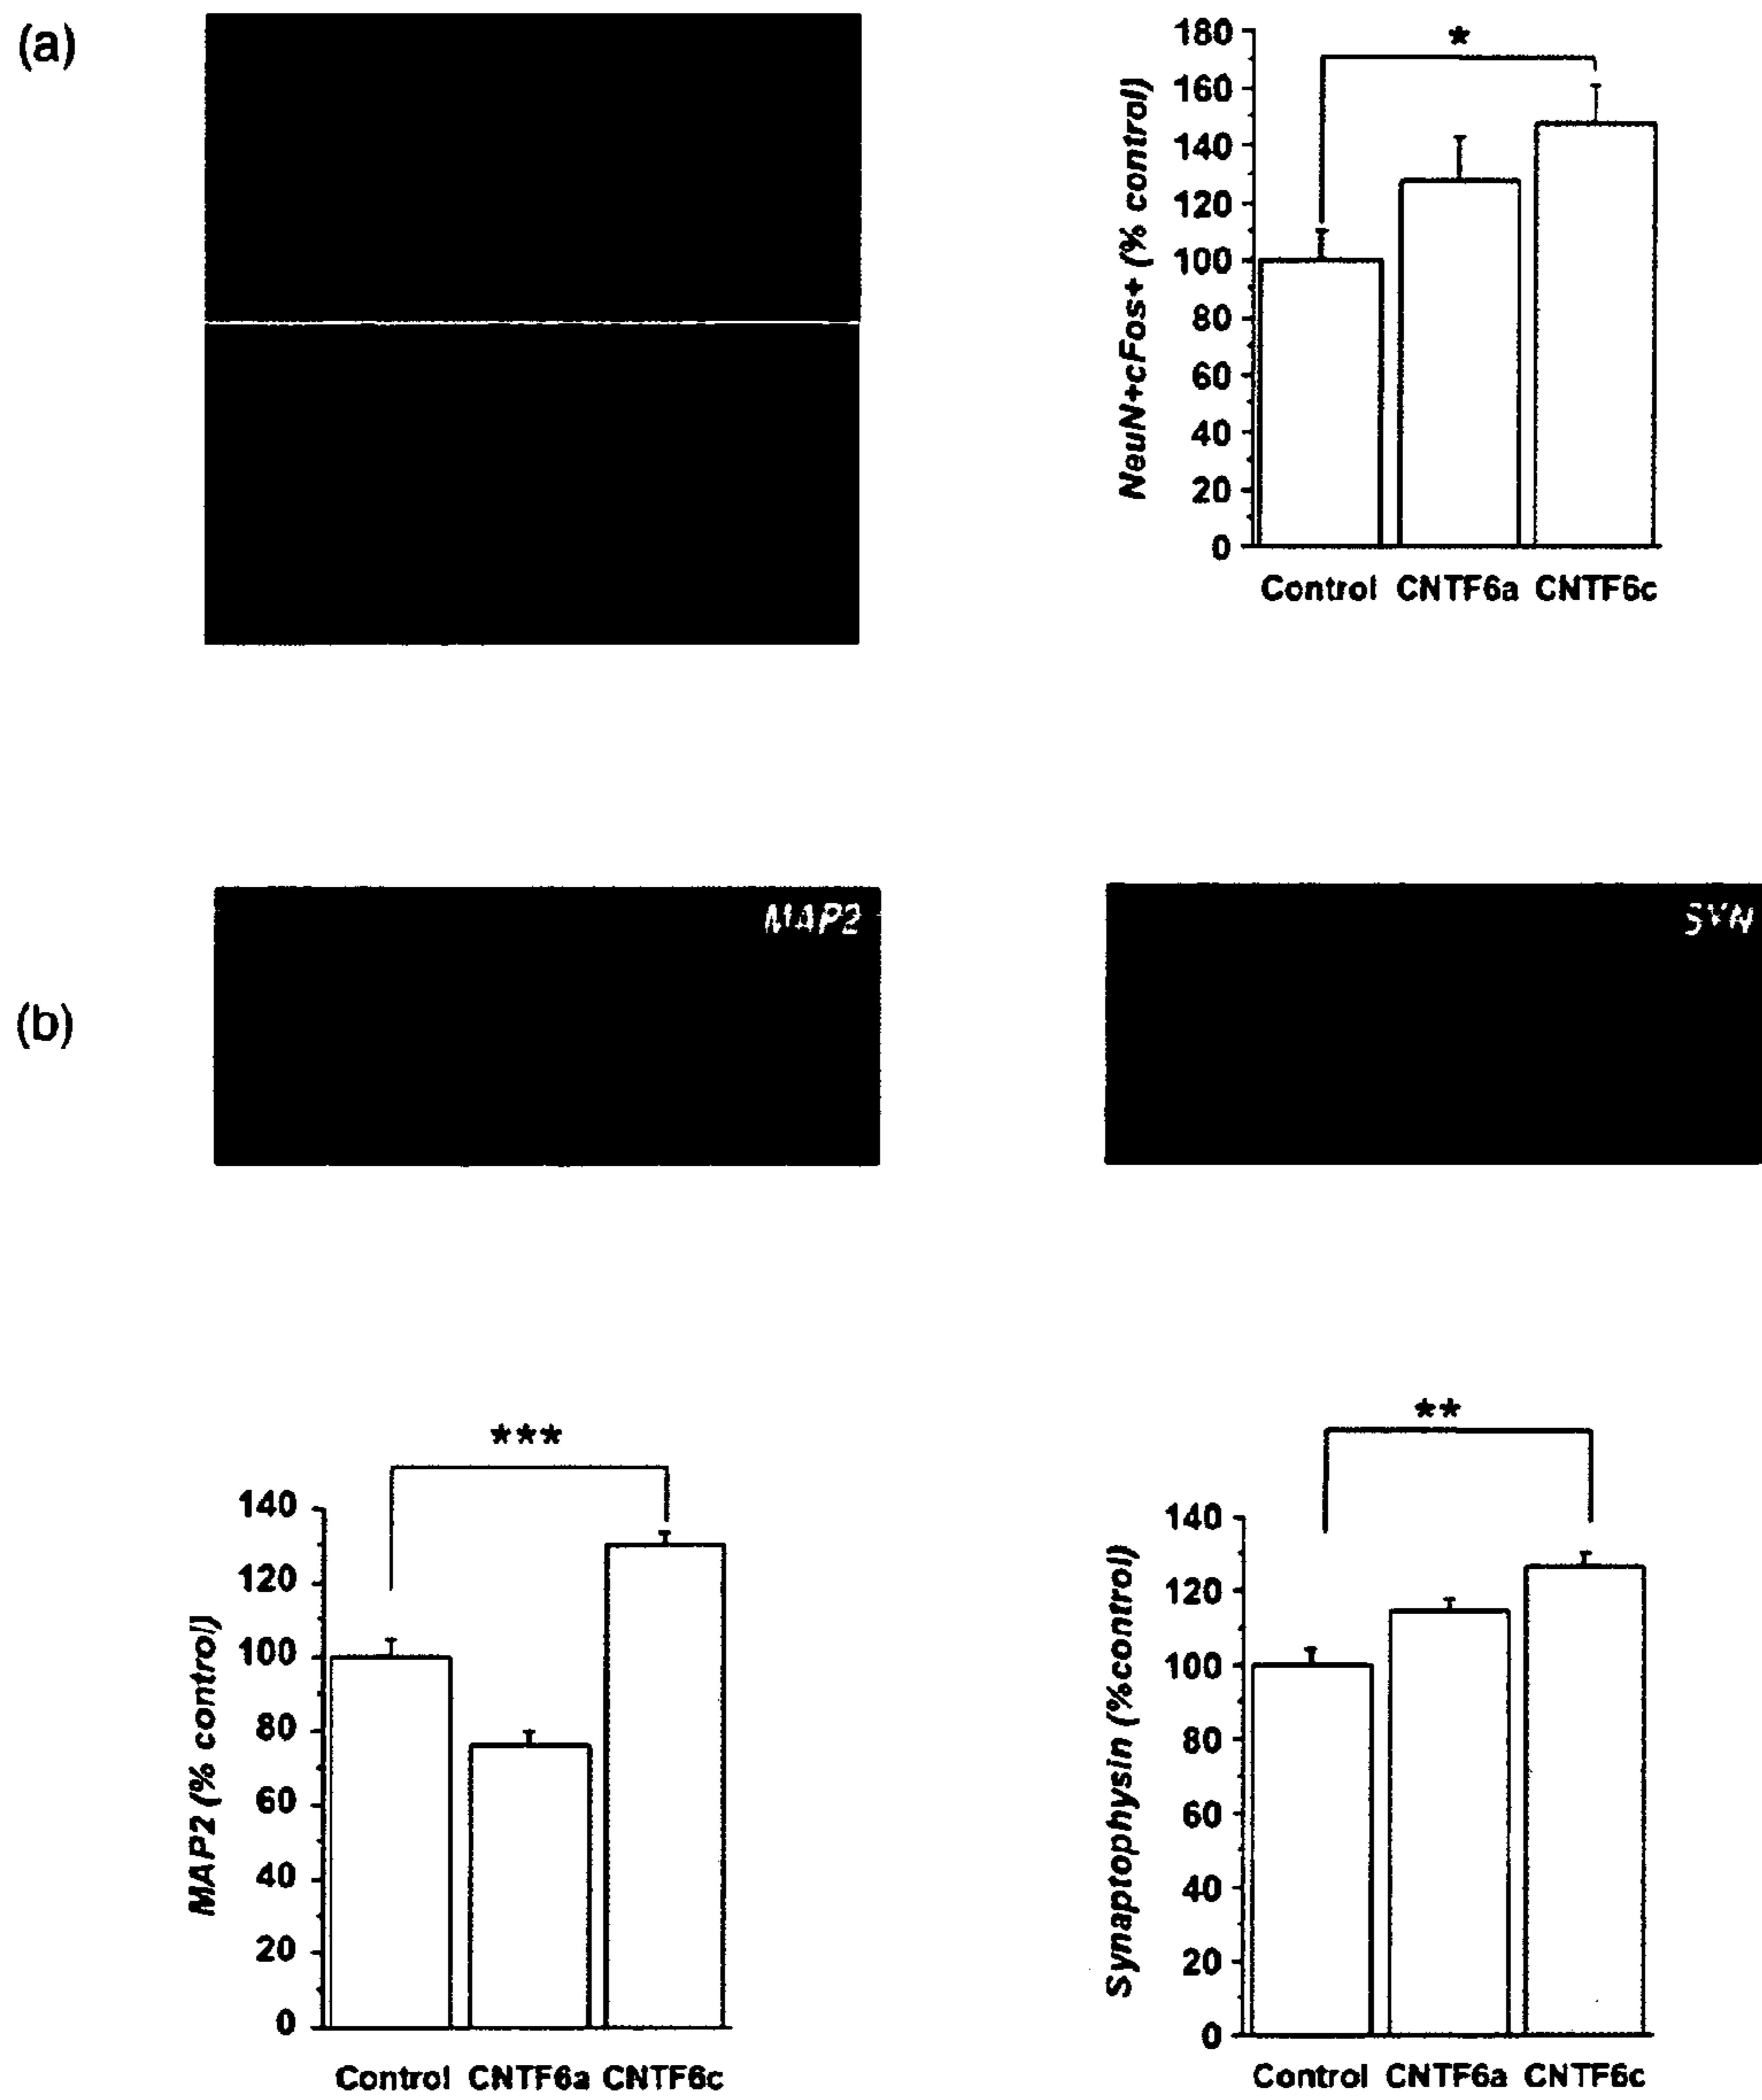 (a)
*
180
160
140
120
100
80
60
40
20
0
NeuN+cFos+ (% control)
Control CNTF6a CNTF6c
(b)
MAP2
SYN
***
140
120
100
80
60
40
20
0
MAP2 (% control)
Control CNTF6a CNTF6c
**
140
120
100
80
60
40
20
0
Synaptophysin (%control)
Control CNTF6a CNTF6c